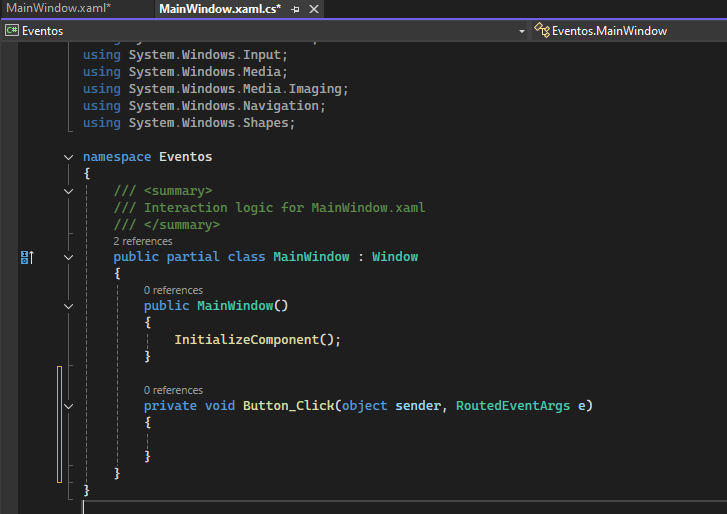 MainWindow.xaml*
MainWindow.xaml.cs*
C# Eventos
Eventos.MainWindow
using System.Windows.Input;
using System.Windows.Media;
using System.Windows.Media.Imaging;
using System.Windows.Navigation;
using System.Windows.Shapes;
namespace Eventos
{
/// <summary>
/// Interaction logic for MainWindow.xaml
/// </summary>
2 references
public partial class MainWindow : Window
{
0 references
public MainWindow()
{
InitializeComponent();
}
0 references
private void Button_Click(object sender, RoutedEventArgs e)
{
}
}
}